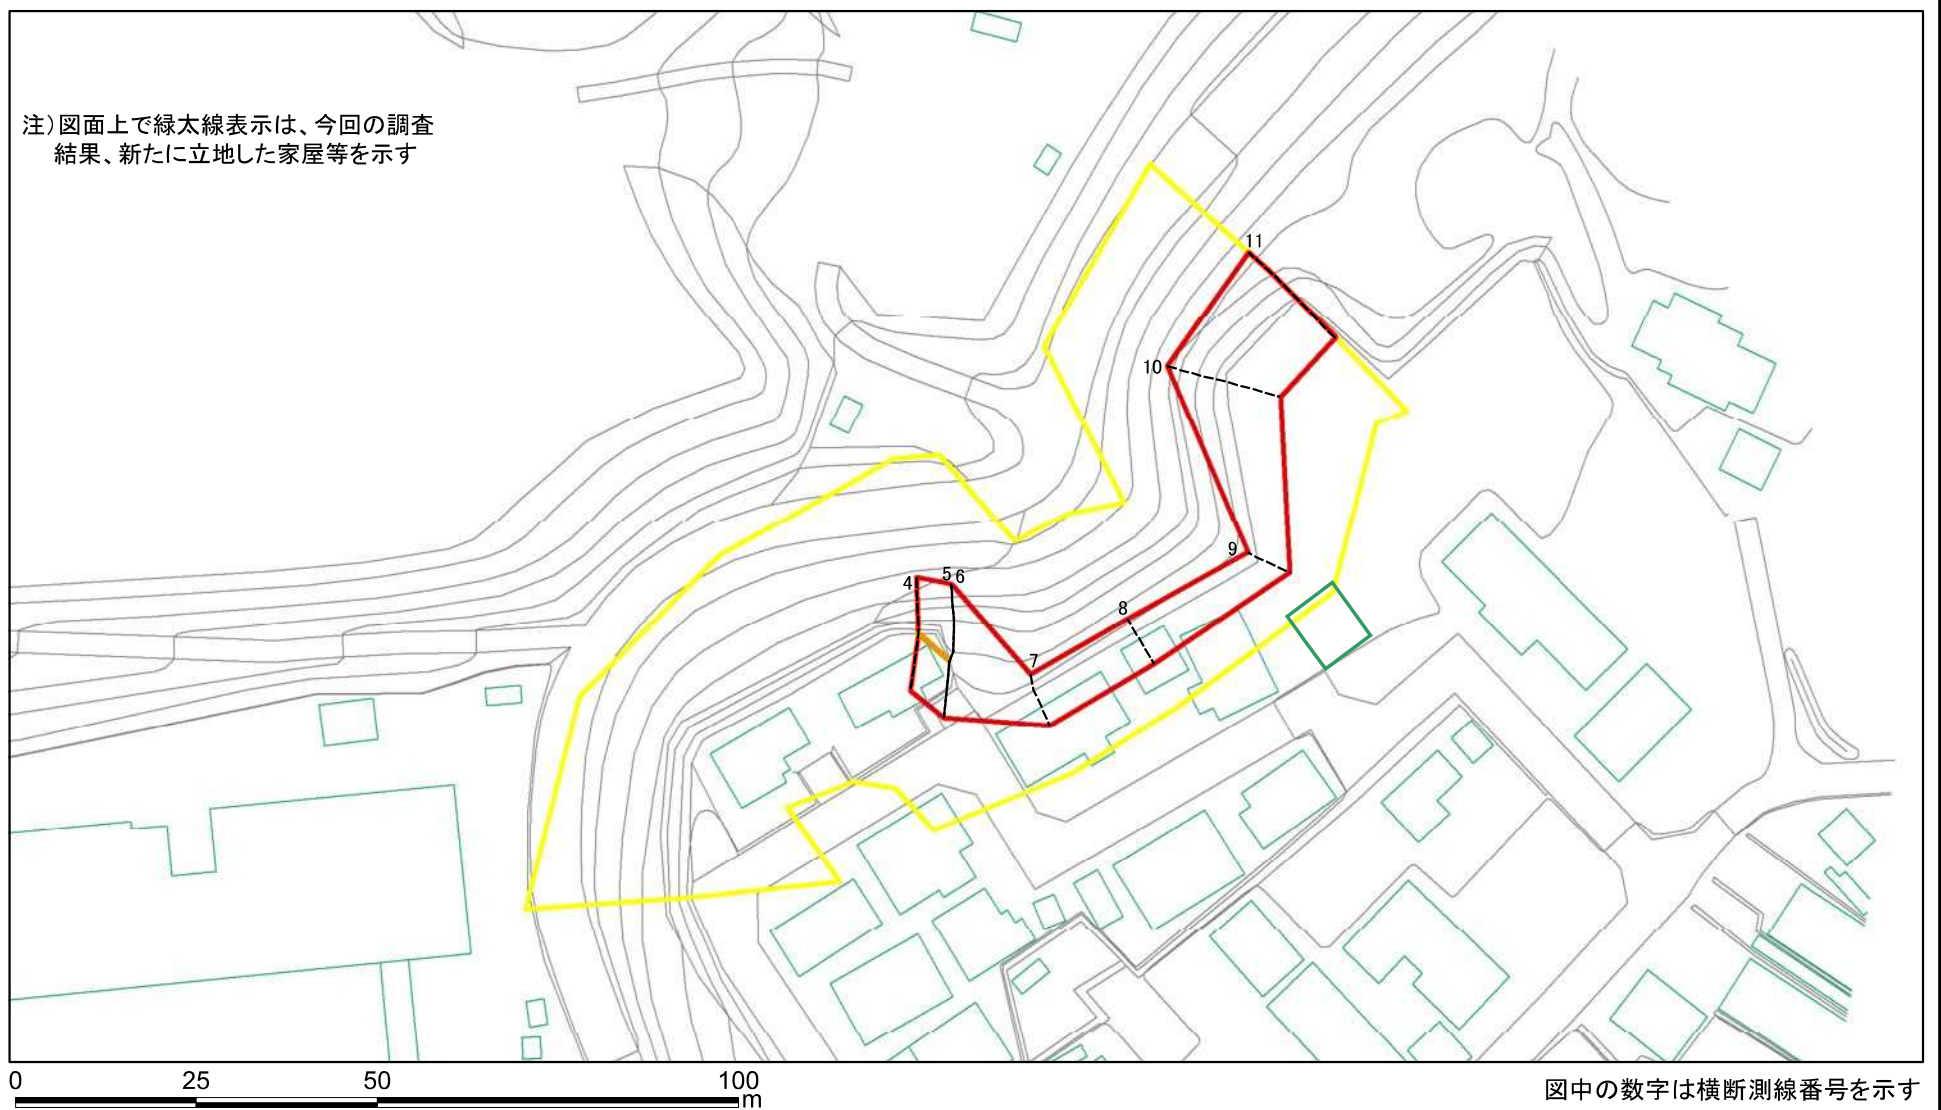 注)図面上で緑太線表示は、今回の調査
結果、新たに立地した家屋等を示す
11
10
9
4
5
6
8
7
0 25 50 100
m
図中の数字は横断測線番号を示す